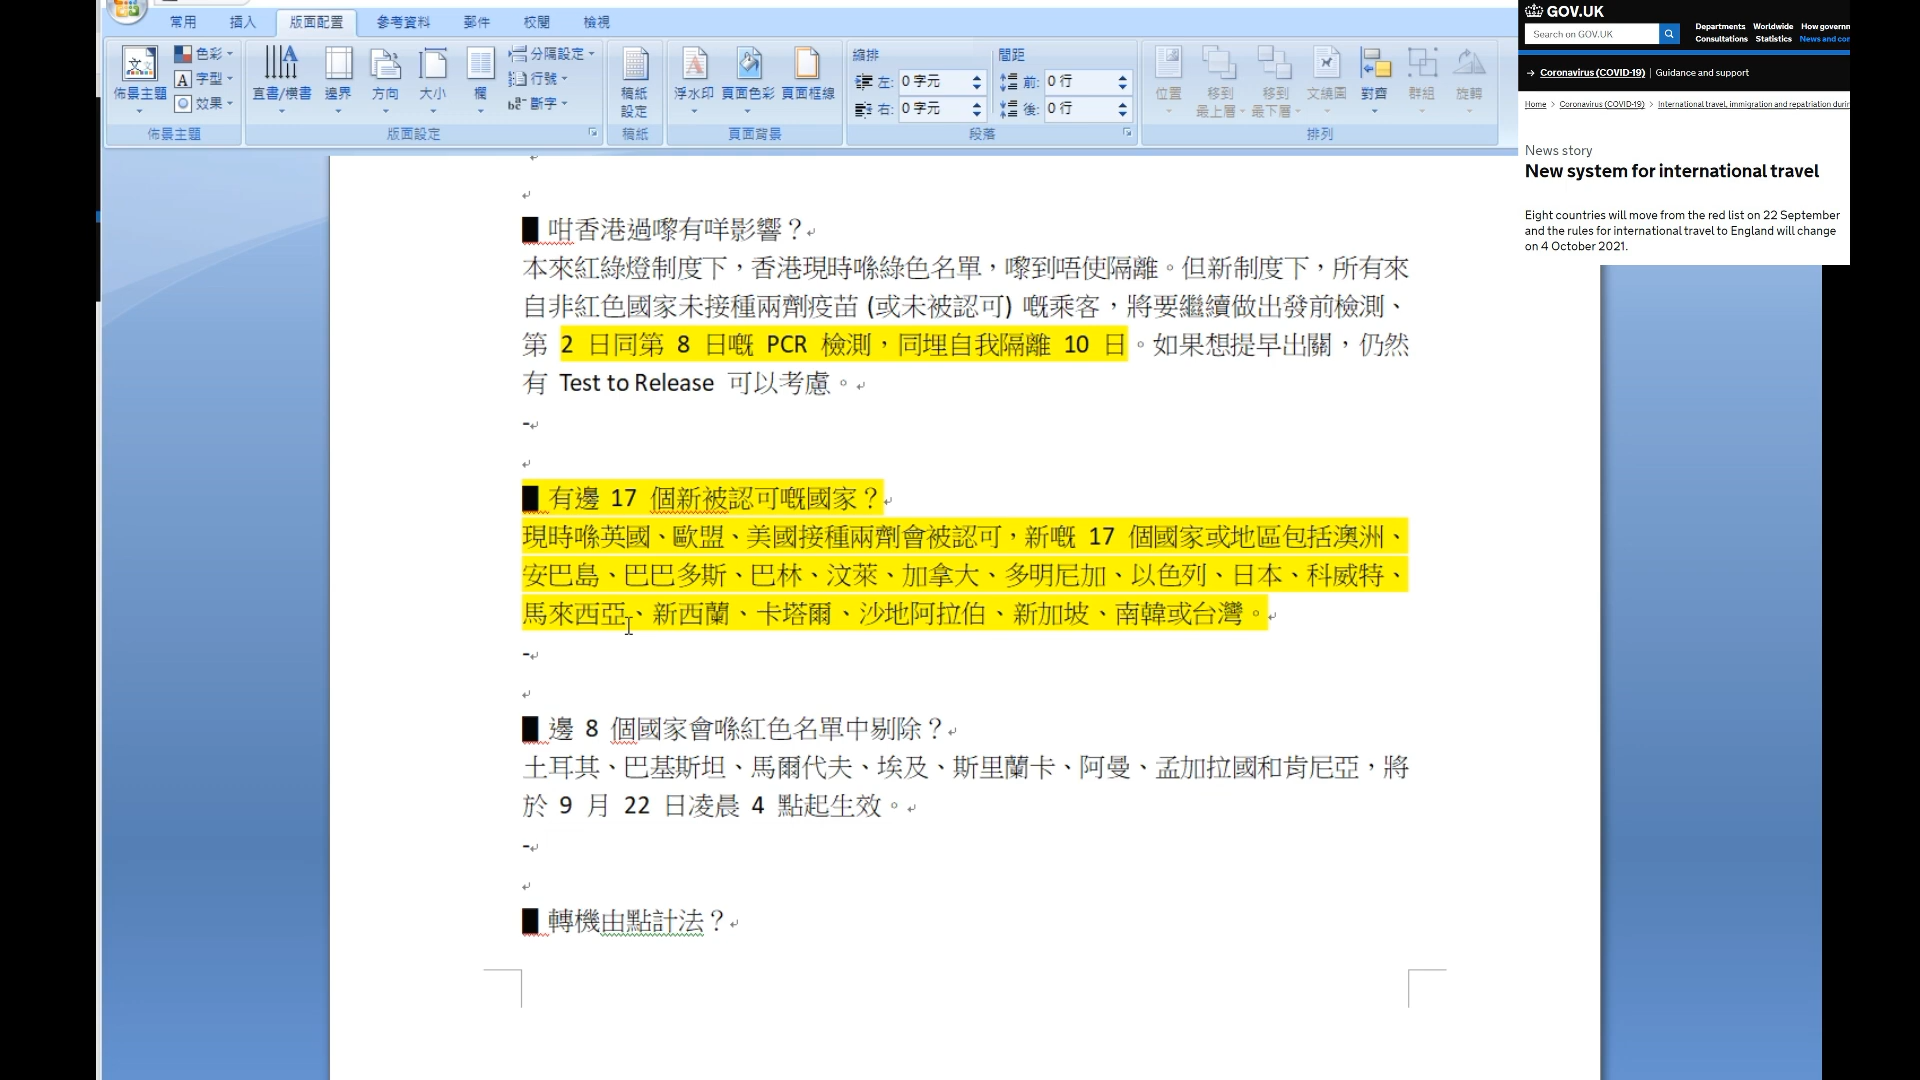 常用 插入 版面配置 參考資料 郵件 校閱 檢視
佈景主題 色彩 字型 效果 直書/橫書 邊界 方向 大小 欄 分隔設定 行號 斷字 稿紙設定 浮水印 頁面色彩 頁面框線
縮排 間距
左: 0 字元 前: 0 行
右: 0 字元 後: 0 行
位置 移到最上層 移到最下層 文繞圖 對齊 群組 旋轉
佈景主題 版面設定 稿紙 頁面背景 段落 排列
GOV.UK
Search on GOV.UK
Departments Worldwide How governm
Consultations Statistics News and com
→ Coronavirus (COVID-19) | Guidance and support
Home > Coronavirus (COVID-19) > International travel, immigration and repatriation durin
News story
New system for international travel
Eight countries will move from the red list on 22 September
and the rules for international travel to England will change
on 4 October 2021.
█ 咁香港過嚟有咩影響？
本來紅綠燈制度下，香港現時喺綠色名單，嚟到唔使隔離。但新制度下，所有來
自非紅色國家未接種兩劑疫苗 (或未被認可) 嘅乘客，將要繼續做出發前檢測、
第 2 日同第 8 日嘅 PCR 檢測，同埋自我隔離 10 日。如果想提早出關，仍然
有 Test to Release 可以考慮。
-
█ 有邊 17 個新被認可嘅國家？
現時喺英國、歐盟、美國接種兩劑會被認可，新嘅 17 個國家或地區包括澳洲、
安巴島、巴巴多斯、巴林、汶萊、加拿大、多明尼加、以色列、日本、科威特、
馬來西亞、新西蘭、卡塔爾、沙地阿拉伯、新加坡、南韓或台灣。
-
█ 邊 8 個國家會喺紅色名單中剔除？
土耳其、巴基斯坦、馬爾代夫、埃及、斯里蘭卡、阿曼、孟加拉國和肯尼亞，將
於 9 月 22 日凌晨 4 點起生效。
-
█ 轉機由點計法？